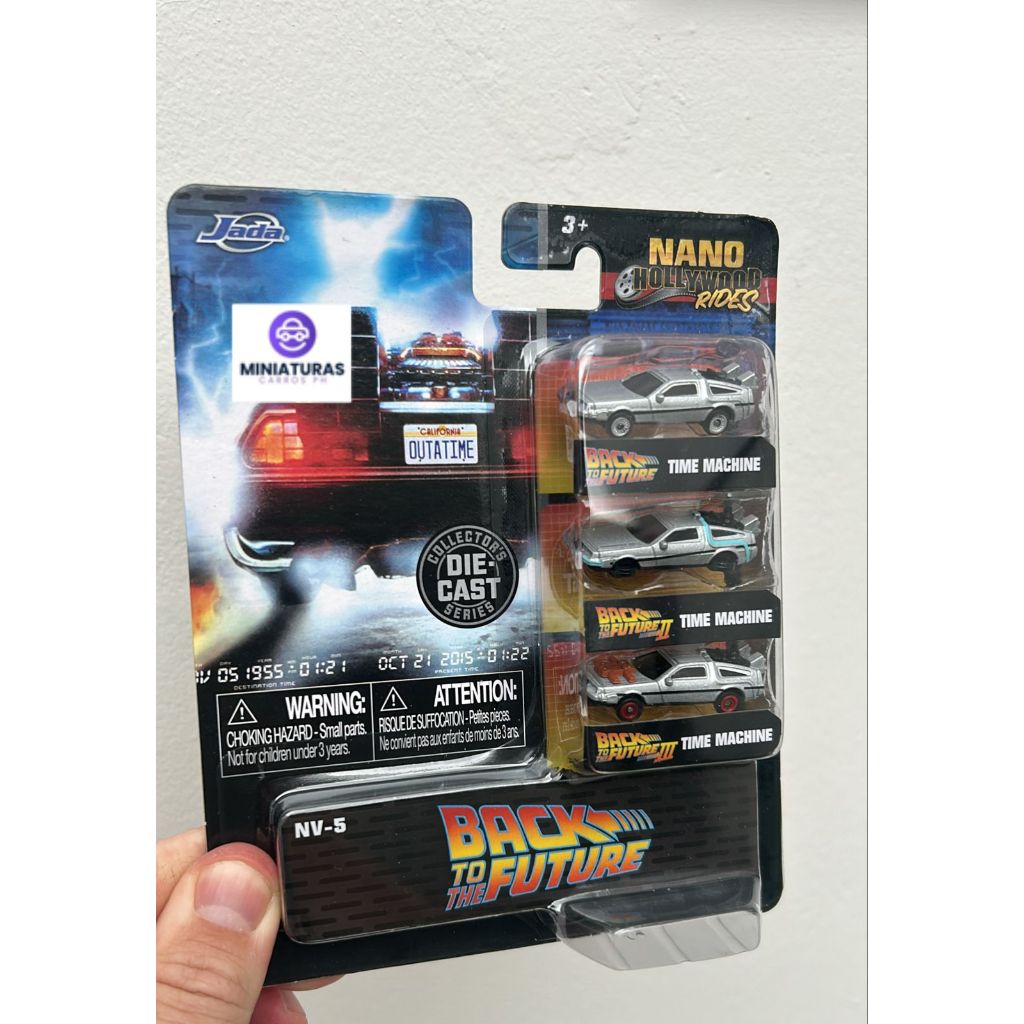 Jada
3+
NANO
HOLLYWOOD
RIDES
MINIATURAS
CARROS PH
CALIFORNIA
OUTATIME
BACK
TO THE
FUTURE
TIME MACHINE
COLLECTOR'S
DIE-
CAST
SERIES
BACK
TO THE
FUTURE II
TIME MACHINE
05 1955 01:21
DESTINATION TIME
OCT 21 2015 01:22
PRESENT TIME
BACK
TO THE
FUTURE III
TIME MACHINE
WARNING:
CHOKING HAZARD - Small parts.
Not for children under 3 years.
ATTENTION:
RISQUE DE SUFFOCATION - Petites pièces.
Ne convient pas aux enfants de moins de 3 ans.
NV-5
BACK
TO THE
FUTURE